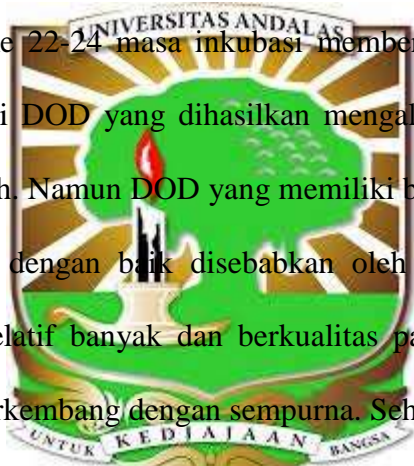 UNIVERSITAS ANDALAS
e 22-24 masa inkubasi member
i DOD yang dihasilkan mengal
h. Namun DOD yang memiliki b
dengan baik disebabkan oleh
elatif banyak dan berkualitas pa
rkembang dengan sempurna. Seh
UNTUK KEDJAJAAN BANGSA